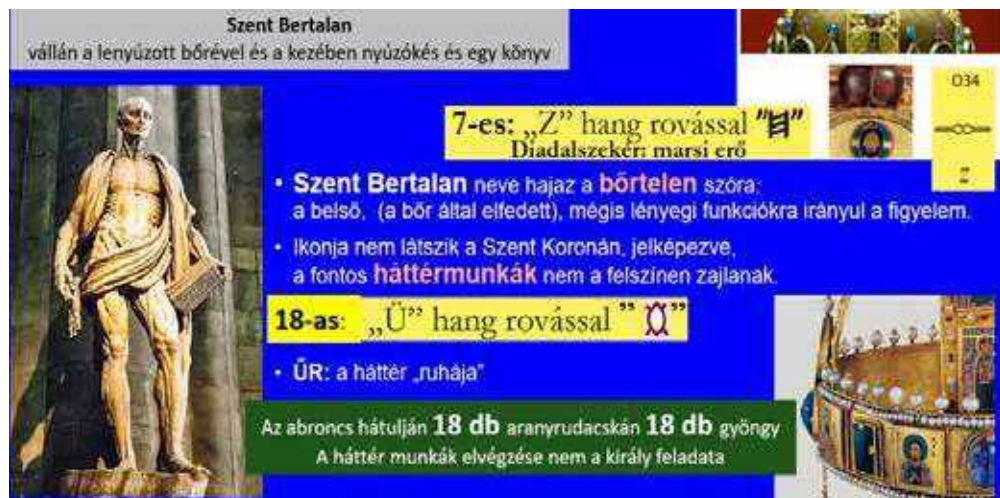 Szent Bertalan
vállán a lenyúzott bőrével és a kezében nyúzókés és egy könyv
7-es: „Z” hang rovással "
"
Diadalszekér: marsi erő
034
z
• Szent Bertalan neve hajaz a bőrtelen szóra;
a belső, (a bőr által elfedett), mégis lényegi funkciókra irányul a figyelem.
• Ikonja nem látszik a Szent Koronán, jelképezve,
a fontos háttérmunkák nem a felszínen zajlanak.
18-as: „Ü” hang rovással ” ”
• ŰR: a háttér „ruhája”
Az abroncs hátulján 18 db aranyrudacskán 18 db gyöngy
A háttér munkák elvégzése nem a király feladata